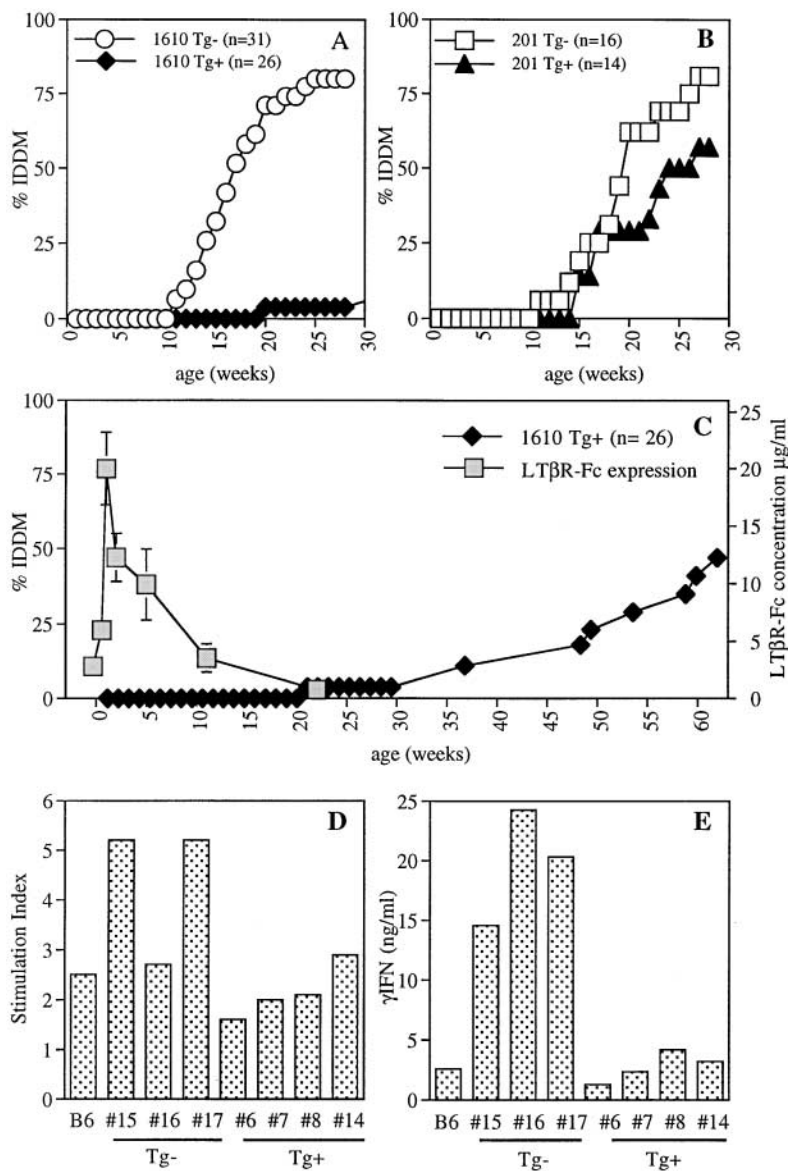 A
1610 Tg- (n=31)
1610 Tg+ (n= 26)
% IDDM
100
75
50
25
0
0
5
10
15
20
25
30
age (weeks)
B
201 Tg- (n=16)
201 Tg+ (n=14)
% IDDM
100
75
50
25
0
0
5
10
15
20
25
30
age (weeks)
C
1610 Tg+ (n= 26)
LTβR-Fc expression
% IDDM
100
75
50
25
0
LTβR-Fc concentration µg/ml
25
20
15
10
5
0
0
5
10
15
20
25
30
35
40
45
50
55
60
age (weeks)
D
Stimulation Index
6
5
4
3
2
1
0
B6 #15 #16 #17 #6 #7 #8 #14
Tg- Tg+
E
γIFN (ng/ml)
25
20
15
10
5
0
B6 #15 #16 #17 #6 #7 #8 #14
Tg- Tg+